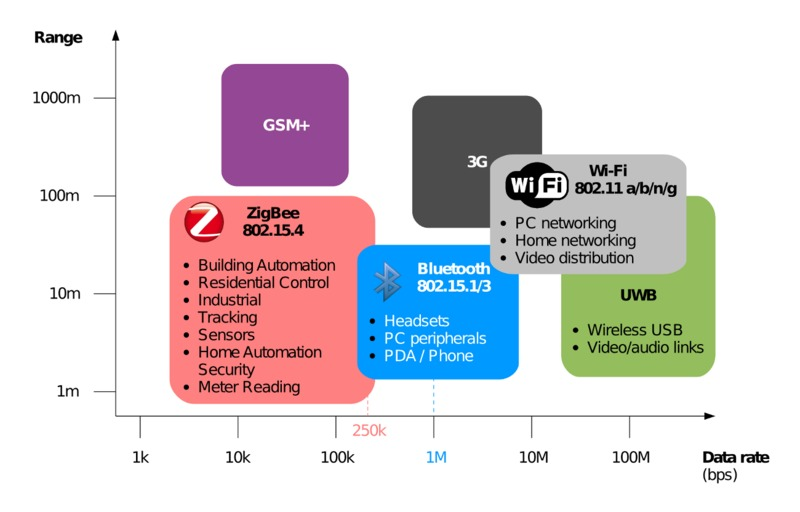 Range
1000m
100m
10m
1m
GSM+
3G
Wi Fi
Wi-Fi
802.11 a/b/n/g
• PC networking
• Home networking
• Video distribution
Z
ZigBee
802.15.4
• Building Automation
• Residential Control
• Industrial
• Tracking
• Sensors
• Home Automation
Security
• Meter Reading
Bluetooth
802.15.1/3
• Headsets
• PC peripherals
• PDA / Phone
UWB
• Wireless USB
• Video/audio links
250k
1k
10k
100k
1M
10M
100M
Data rate
(bps)